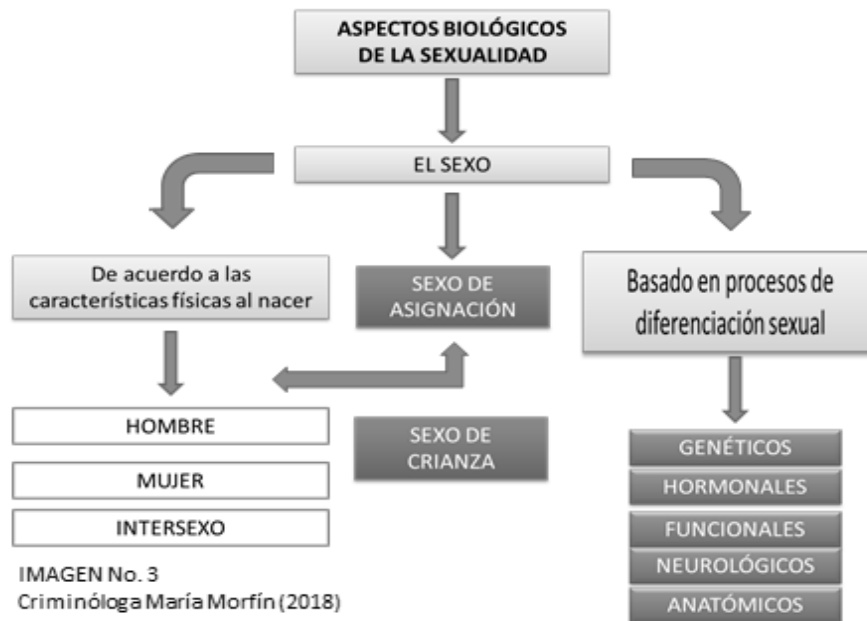 ASPECTOS BIOLÓGICOS
DE LA SEXUALIDAD
EL SEXO
De acuerdo a las
características físicas al nacer
SEXO DE
ASIGNACIÓN
Basado en procesos de
diferenciación sexual
HOMBRE
MUJER
INTERSEXO
SEXO DE
CRIANZA
GENÉTICOS
HORMONALES
FUNCIONALES
NEUROLÓGICOS
ANATÓMICOS
IMAGEN No. 3
Criminóloga María Morfín (2018)